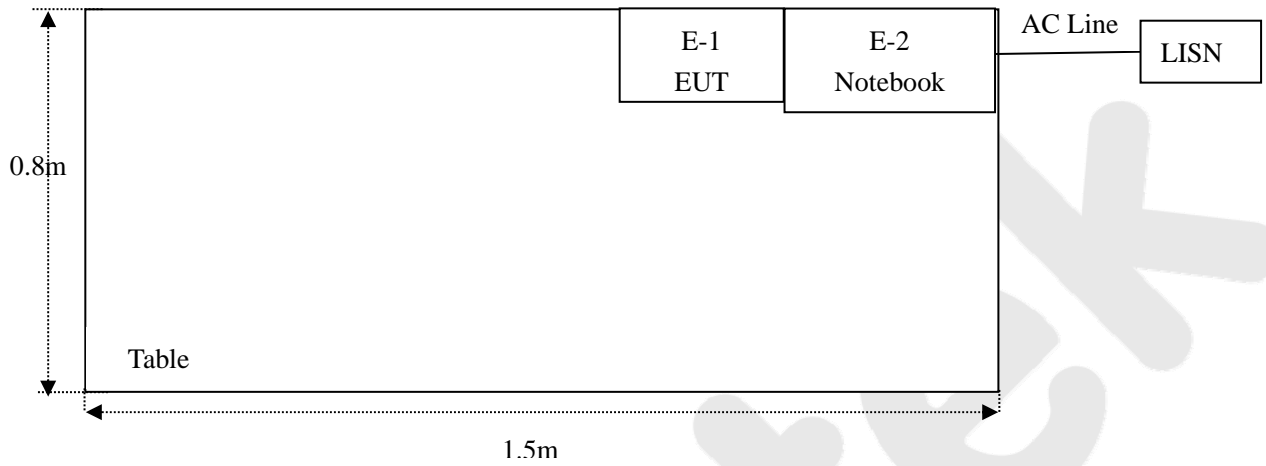 E-1
EUT
E-2
Notebook
AC Line
LISN
0.8m
Table
1.5m